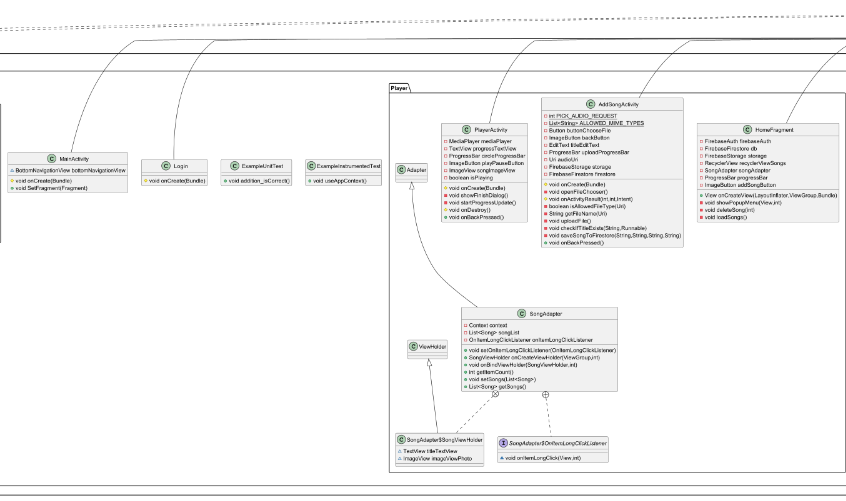 Player
C MainActivity
BottomNavigationView bottomNavigationView
void onCreate(Bundle)
void SetFragment(Fragment)
C Login
void onCreate(Bundle)
C ExampleUnitTest
void addition_isCorrect()
C ExampleInstrumentedTest
void useAppContext()
C Adapter
C PlayerActivity
MediaPlayer mediaPlayer
TextView progressTextView
ProgressBar circleProgressBar
ImageButton playPauseButton
ImageView songImageView
boolean isPlaying
void onCreate(Bundle)
void showFinishDialog()
void startProgressUpdate()
void onDestroy()
void onBackPressed()
C AddSongActivity
int PICK_AUDIO_REQUEST
List<String> ALLOWED_MIME_TYPES
Button buttonChooseFile
ImageButton backButton
EditText titleEditText
ProgressBar uploadProgressBar
Uri audioUri
FirebaseStorage storage
FirebaseFirestore firestore
void onCreate(Bundle)
void openFileChooser()
void onActivityResult(int,int,Intent)
boolean isAllowedFileType(Uri)
String getFileName(Uri)
void uploadFile()
void checkIfTitleExists(String,Runnable)
void saveSongToFirestore(String,String,String,String)
void onBackPressed()
C HomeFragment
FirebaseAuth firebaseAuth
FirebaseFirestore db
FirebaseStorage storage
RecyclerView recyclerViewSongs
SongAdapter songAdapter
ProgressBar progressBar
ImageButton addSongButton
View onCreateView(LayoutInflater,ViewGroup,Bundle)
void showPopupMenu(View,int)
void deleteSong(int)
void loadSongs()
C SongAdapter
Context context
List<Song> songList
OnItemLongClickListener onItemLongClickListener
void setOnItemLongClickListener(OnItemLongClickListener)
SongViewHolder onCreateViewHolder(ViewGroup,int)
void onBindViewHolder(SongViewHolder,int)
int getItemCount()
void setSongs(List<Song>)
List<Song> getSongs()
C ViewHolder
C SongAdapter$SongViewHolder
TextView titleTextView
ImageView imageViewPhoto
I SongAdapter$OnItemLongClickListener
void onItemLongClick(View,int)